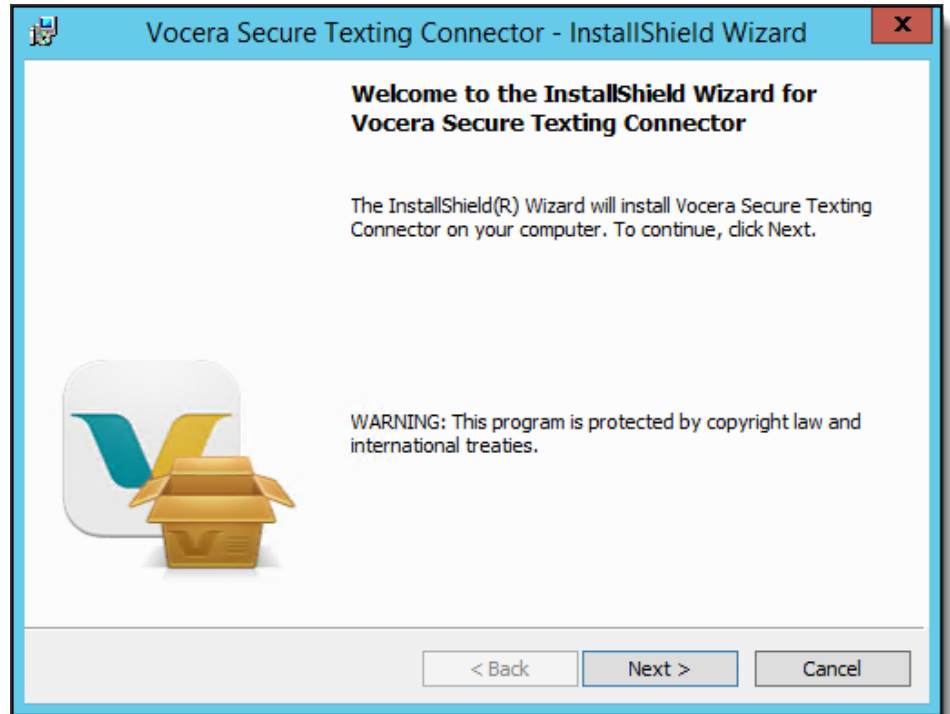 Vocera Secure Texting Connector - InstallShield Wizard
x
Welcome to the InstallShield Wizard for
Vocera Secure Texting Connector
The InstallShield(R) Wizard will install Vocera Secure Texting
Connector on your computer. To continue, click Next.
WARNING: This program is protected by copyright law and
international treaties.
V
V
< Back
Next >
Cancel